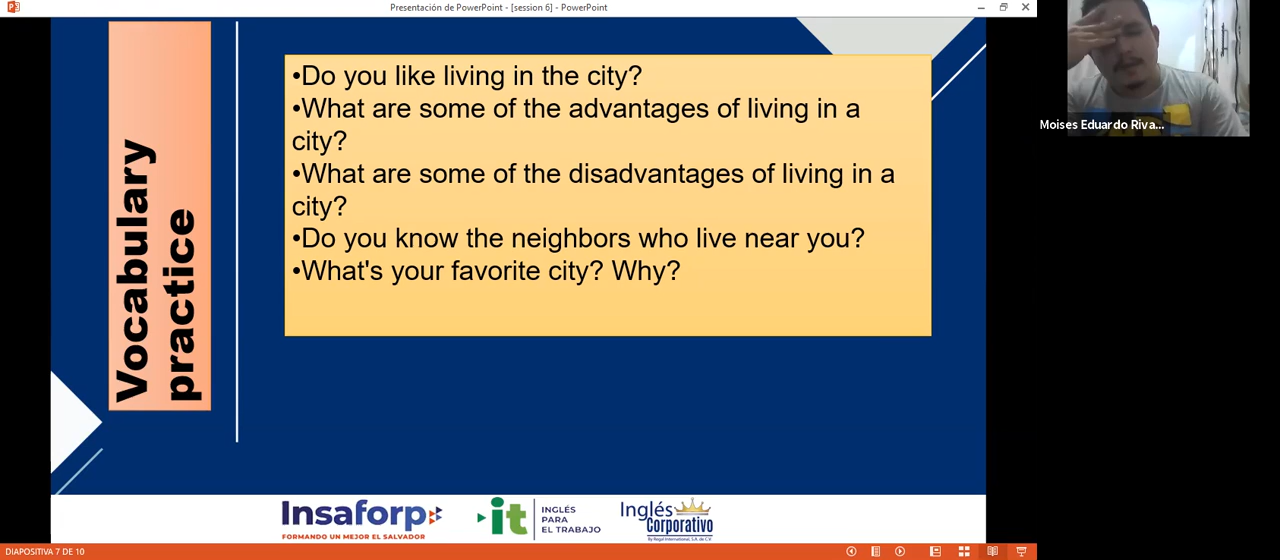 Presentación de PowerPoint - [session 6] - PowerPoint
Vocabulary
practice
•Do you like living in the city?
•What are some of the advantages of living in a
city?
•What are some of the disadvantages of living in a
city?
•Do you know the neighbors who live near you?
•What's your favorite city? Why?
Moises Eduardo Riva...
Insaforp
FORMANDO UN MEJOR EL SALVADOR
it
INGLÉS
PARA
EL TRABAJO
Inglés
Corporativo
By Regal International, S.A. de C.V.
DIAPOSITIVA 7 DE 10